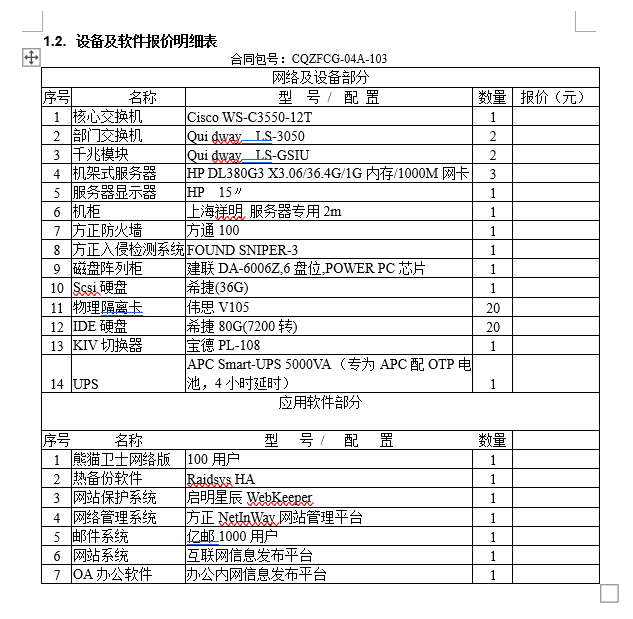 1.2. 设备及软件报价明细表
合同包号：CQZFCG-04A-103
网络及设备部分
序号 名称 型 号 / 配 置 数量 报价（元）
1 核心交换机 Cisco WS-C3550-12T 1
2 部门交换机 Qui dway LS-3050 2
3 千兆模块 Qui dway LS-GSIU 2
4 机架式服务器 HP DL380G3 X3.06/36.4G/1G 内存/1000M 网卡 3
5 服务器显示器 HP 15〃 1
6 机柜 上海祥明 服务器专用 2m 1
7 方正防火墙 方通 100 1
8 方正入侵检测系统 FOUND SNIPER-3 1
9 磁盘阵列柜 建联 DA-6006Z,6 盘位,POWER PC 芯片 1
10 Scsi 硬盘 希捷(36G) 1
11 物理隔离卡 伟思 V105 20
12 IDE 硬盘 希捷 80G(7200 转) 20
13 KIV 切换器 宝德 PL-108 1
APC Smart-UPS 5000VA（专为 APC 配 OTP 电
14 UPS 池，4 小时延时） 1
应用软件部分
序号 名称 型 号 / 配 置 数量
1 熊猫卫士网络版 100 用户 1
2 热备份软件 Raidsys HA 1
3 网站保护系统 启明星辰 WebKeeper 1
4 网络管理系统 方正 NetInWay 网站管理平台 1
5 邮件系统 亿邮 1000 用户 1
6 网站系统 互联网信息发布平台 1
7 OA 办公软件 办公内网信息发布平台 1